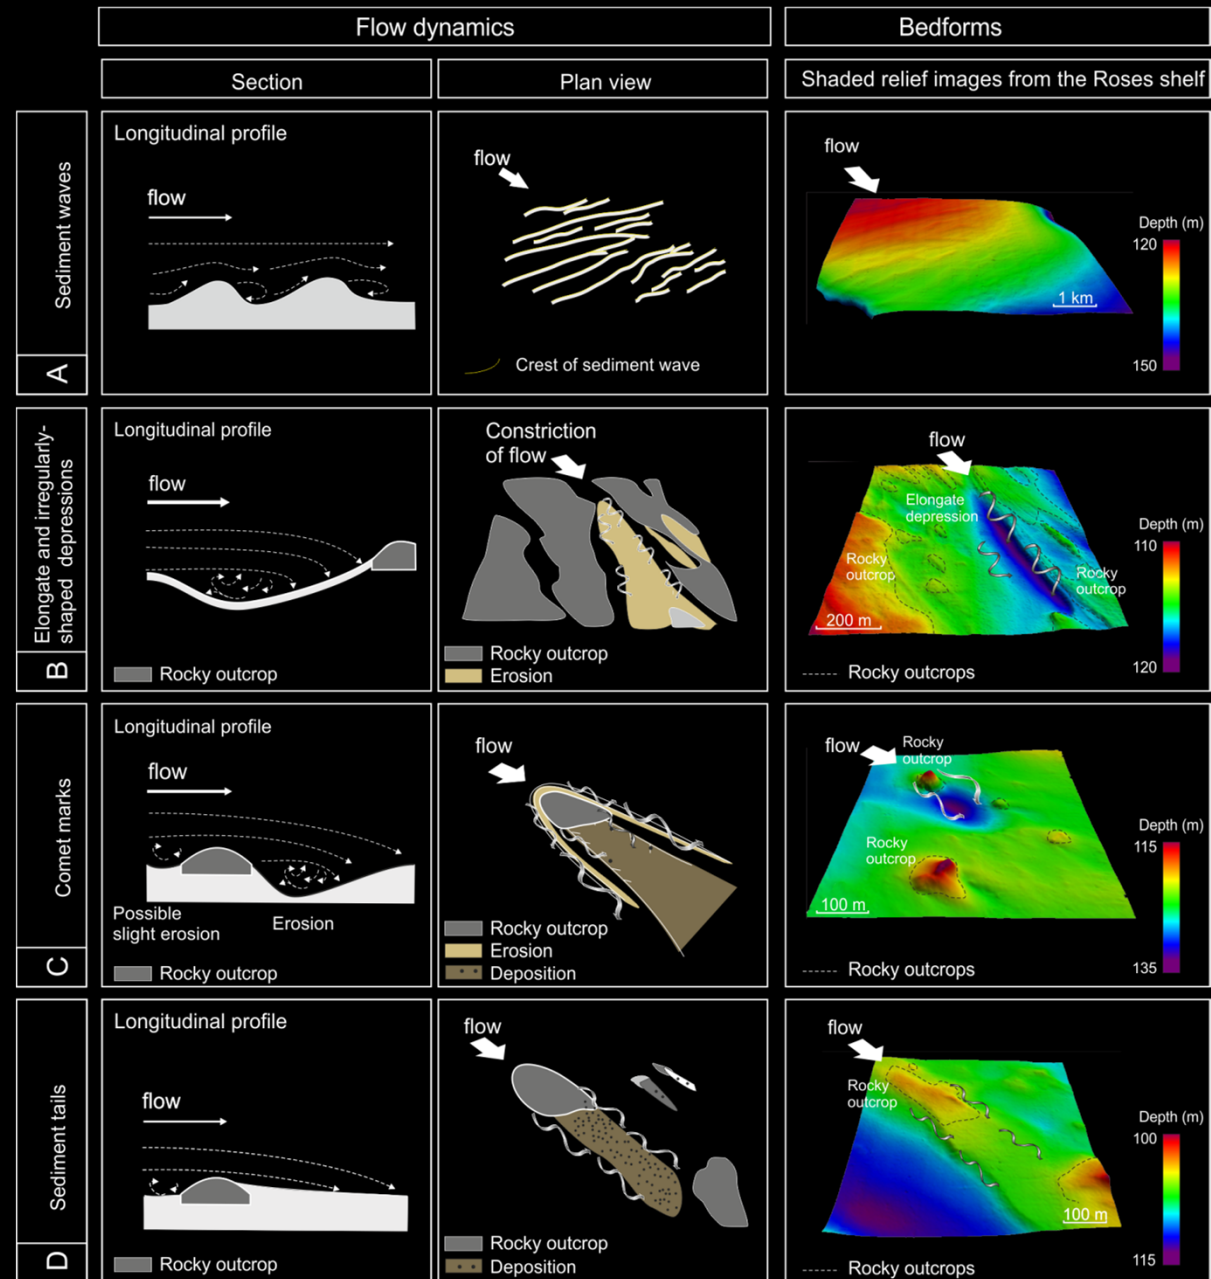 Flow dynamics
Bedforms
Section
Plan view
Shaded relief images from the Roses shelf
Sediment waves
A
Longitudinal profile
flow
flow
Crest of sediment wave
flow
Depth (m)
120
150
1 km
Elongate and irregularly-
shaped depressions
B
Longitudinal profile
flow
Rocky outcrop
Constriction
of flow
Rocky outcrop
Erosion
flow
Elongate
depression
Rocky
outcrop
Rocky
outcrop
200 m
Depth (m)
110
120
Rocky outcrops
Comet marks
C
Longitudinal profile
flow
Possible
slight erosion
Erosion
Rocky outcrop
flow
Rocky outcrop
Erosion
Deposition
flow
Rocky
outcrop
Rocky
outcrop
100 m
Depth (m)
115
135
Rocky outcrops
Sediment tails
D
Longitudinal profile
flow
Rocky outcrop
flow
Rocky outcrop
Deposition
flow
Rocky
outcrop
100 m
Depth (m)
100
115
Rocky outcrops